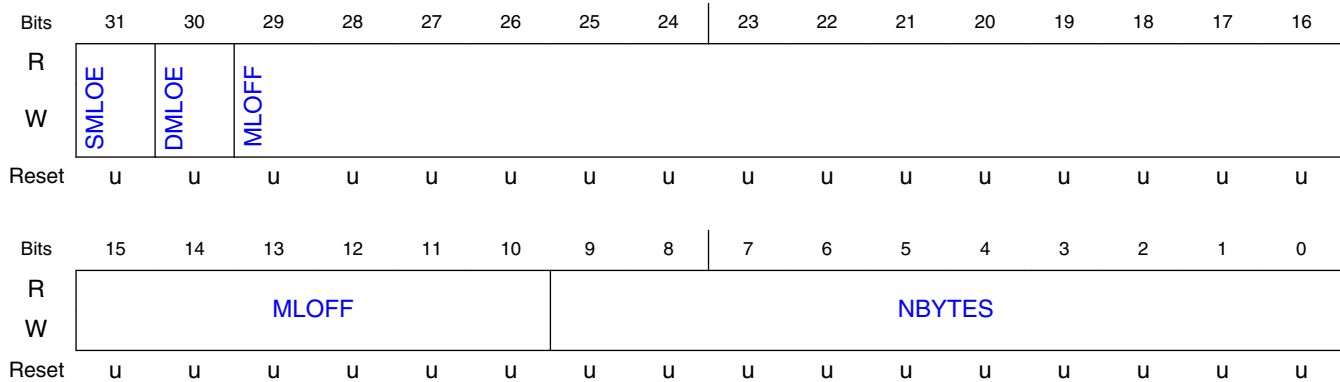 Bits 31 30 29 28 27 26 25 24 23 22 21 20 19 18 17 16
R
SMLOE DMLOE MLOFF
W
Reset u u u u u u u u u u u u u u u u
Bits 15 14 13 12 11 10 9 8 7 6 5 4 3 2 1 0
R
MLOFF NBYTES
W
Reset u u u u u u u u u u u u u u u u